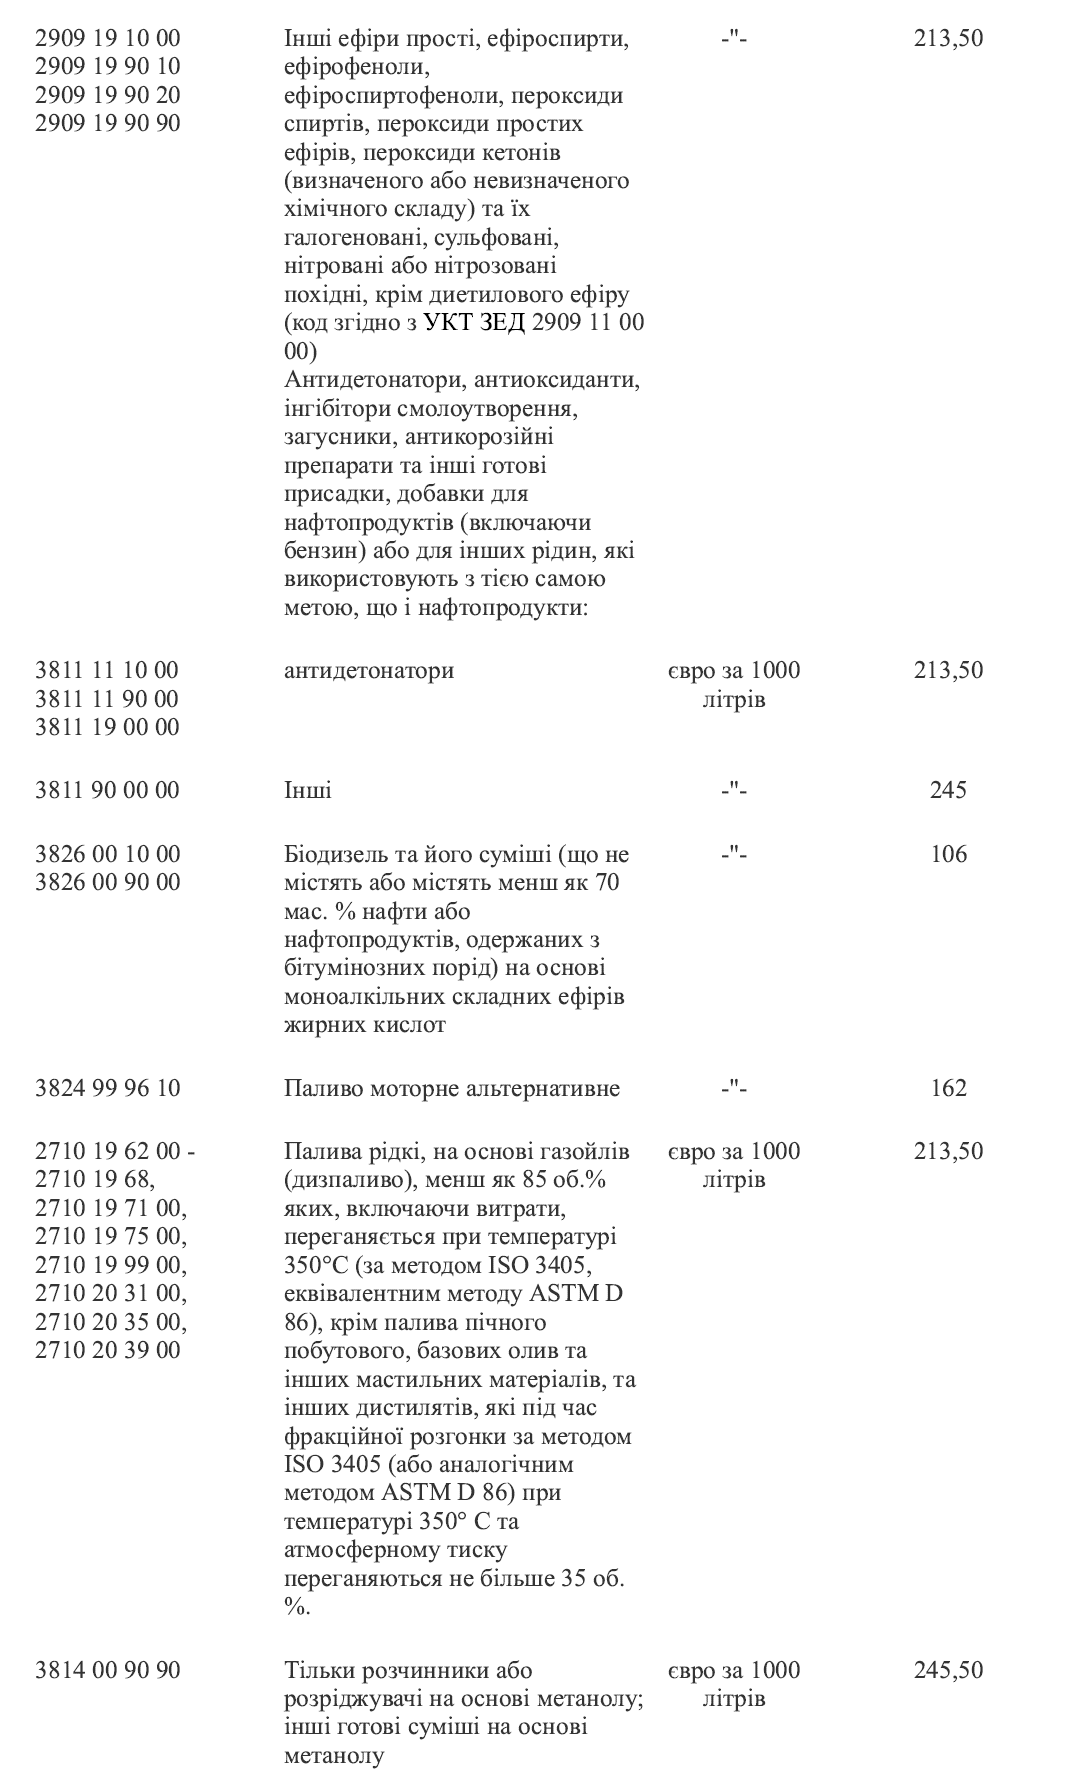 2909 19 10 00
2909 19 90 10
2909 19 90 20
2909 19 90 90
Інші ефіри прості, ефіроспирти,
ефірофеноли,
ефіроспиртофеноли, пероксиди
спиртів, пероксиди простих
ефірів, пероксиди кетонів
(визначеного або невизначеного
хімічного складу) та їх
галогеновані, сульфовані,
нітровані або нітрозовані
похідні, крім диетилового ефіру
(код згідно з УКТ ЗЕД 2909 11 00
00)
Антидетонатори, антиоксиданти,
інгібітори смолоутворення,
загусники, антикорозійні
препарати та інші готові
присадки, добавки для
нафтопродуктів (включаючи
бензин) або для інших рідин, які
використовують з тією самою
метою, що і нафтопродукти:
-"-
213,50
3811 11 10 00
3811 11 90 00
3811 19 00 00
антидетонатори
євро за 1000
літрів
213,50
3811 90 00 00
Інші
-"-
245
3826 00 10 00
3826 00 90 00
Біодизель та його суміші (що не
містять або містять менш як 70
мас. % нафти або
нафтопродуктів, одержаних з
бітумінозних порід) на основі
моноалкільних складних ефірів
жирних кислот
-"-
106
3824 99 96 10
Паливо моторне альтернативне
-"-
162
2710 19 62 00 -
2710 19 68,
2710 19 71 00,
2710 19 75 00,
2710 19 99 00,
2710 20 31 00,
2710 20 35 00,
2710 20 39 00
Палива рідкі, на основі газойлів
(дизпаливо), менш як 85 об.%
яких, включаючи витрати,
переганяється при температурі
350°С (за методом ISO 3405,
еквівалентним методу ASTM D
86), крім палива пічного
побутового, базових олив та
інших мастильних матеріалів, та
інших дистилятів, які під час
фракційної розгонки за методом
ISO 3405 (або аналогічним
методом ASTM D 86) при
температурі 350° С та
атмосферному тиску
переганяються не більше 35 об.
%.
євро за 1000
літрів
213,50
3814 00 90 90
Тільки розчинники або
розріджувачі на основі метанолу;
інші готові суміші на основі
метанолу
євро за 1000
літрів
245,50